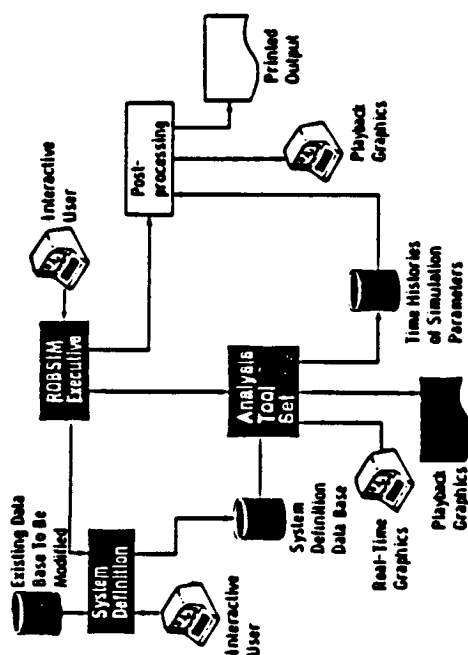 Interactive
User
ROBSIM
Executive
Existing Data
Base To Be
Modified
System
Definition
Interactive
User
Post-
processing
Printed
Output
Playback
Graphics
Analysis
Tool
Set
System
Definition
Data Base
Time Histories
of Simulation
Parameters
Real-Time
Graphics
Playback
Graphics